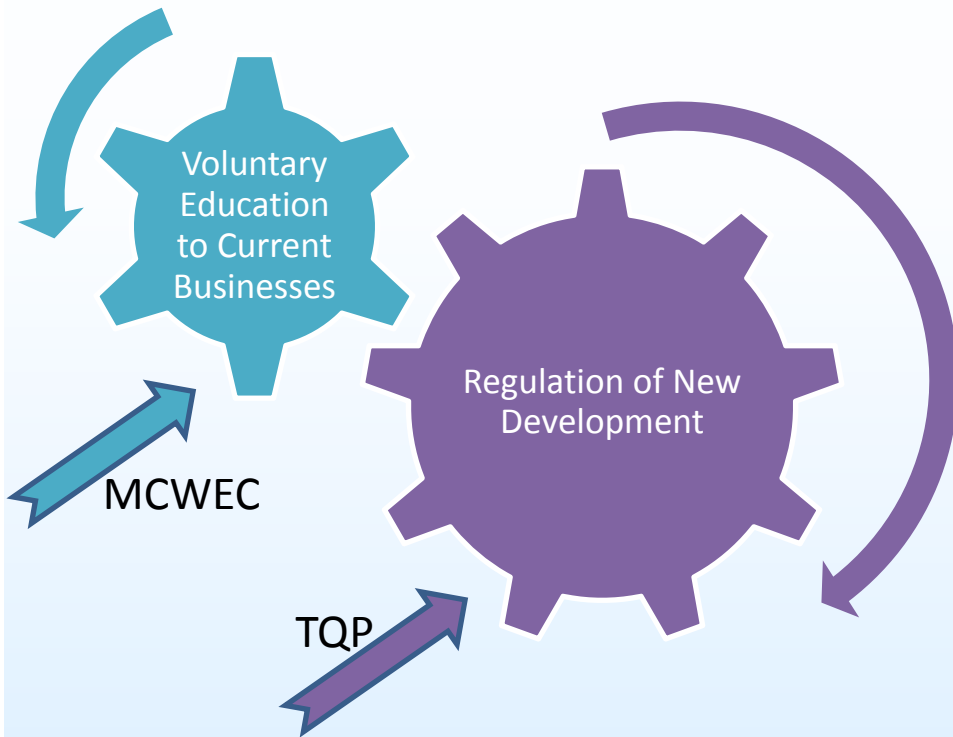 Voluntary
Education
to Current
Businesses
Regulation of New
Development
MCWEC
TQP